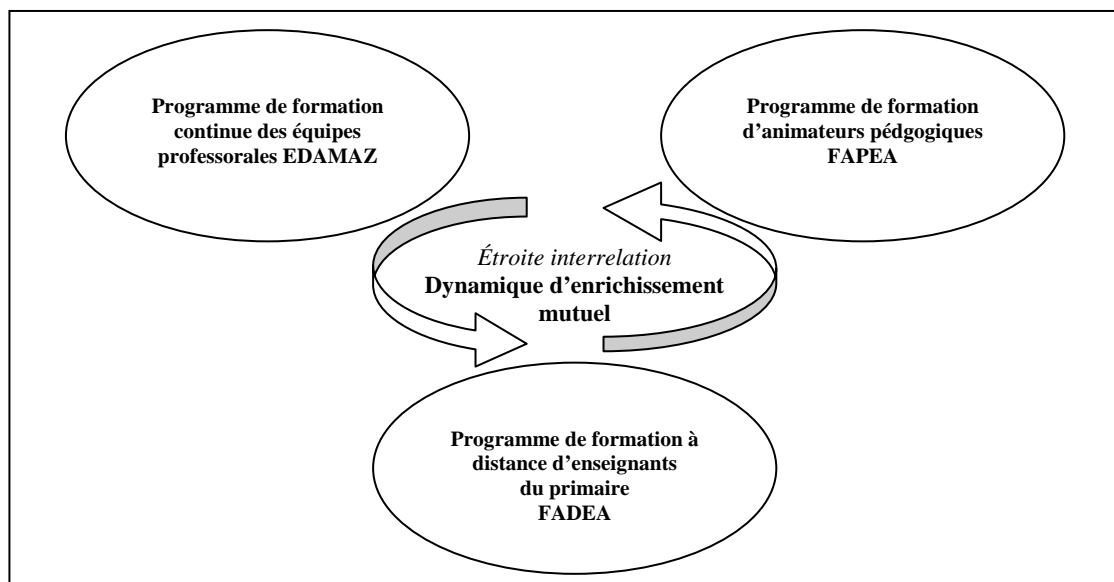 Programme de formation
continue des équipes
professorales EDAMAZ
Programme de formation
d’animateurs pédgogiques
FAPEA
Étroite interrelation
Dynamique d’enrichissement
mutuel
Programme de formation à
distance d’enseignants
du primaire
FADEA